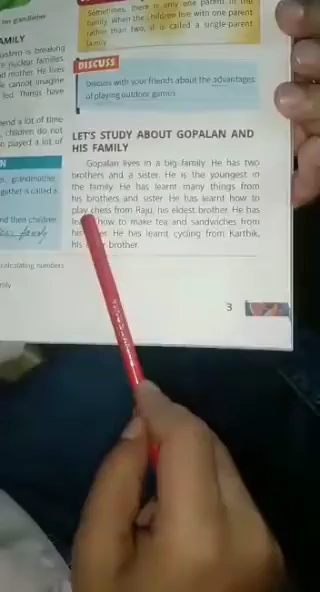 her grandfather
AMILY
system is breaking
re nuclear families
nd mother. He lives
e cannot imagine
led. Things have
end a lot of time
, children do not
played a lot of
N
, grandmother,
gether is called a
nd their children
family
calculating numbers
mily
Sometimes, there is only one parent in the
family. When the children live with one parent
rather than two, it is called a single-parent
family.
DISCUSS
Discuss with your friends about the advantages
of playing outdoor games.
LET'S STUDY ABOUT GOPALAN AND
HIS FAMILY
Gopalan lives in a big family. He has two
brothers and a sister. He is the youngest in
the family. He has learnt many things from
his brothers and sister. He has learnt how to
play chess from Raju, his eldest brother. He has
how to make tea and sandwiches from
his He has learnt cycling from Karthik,
his brother.
3